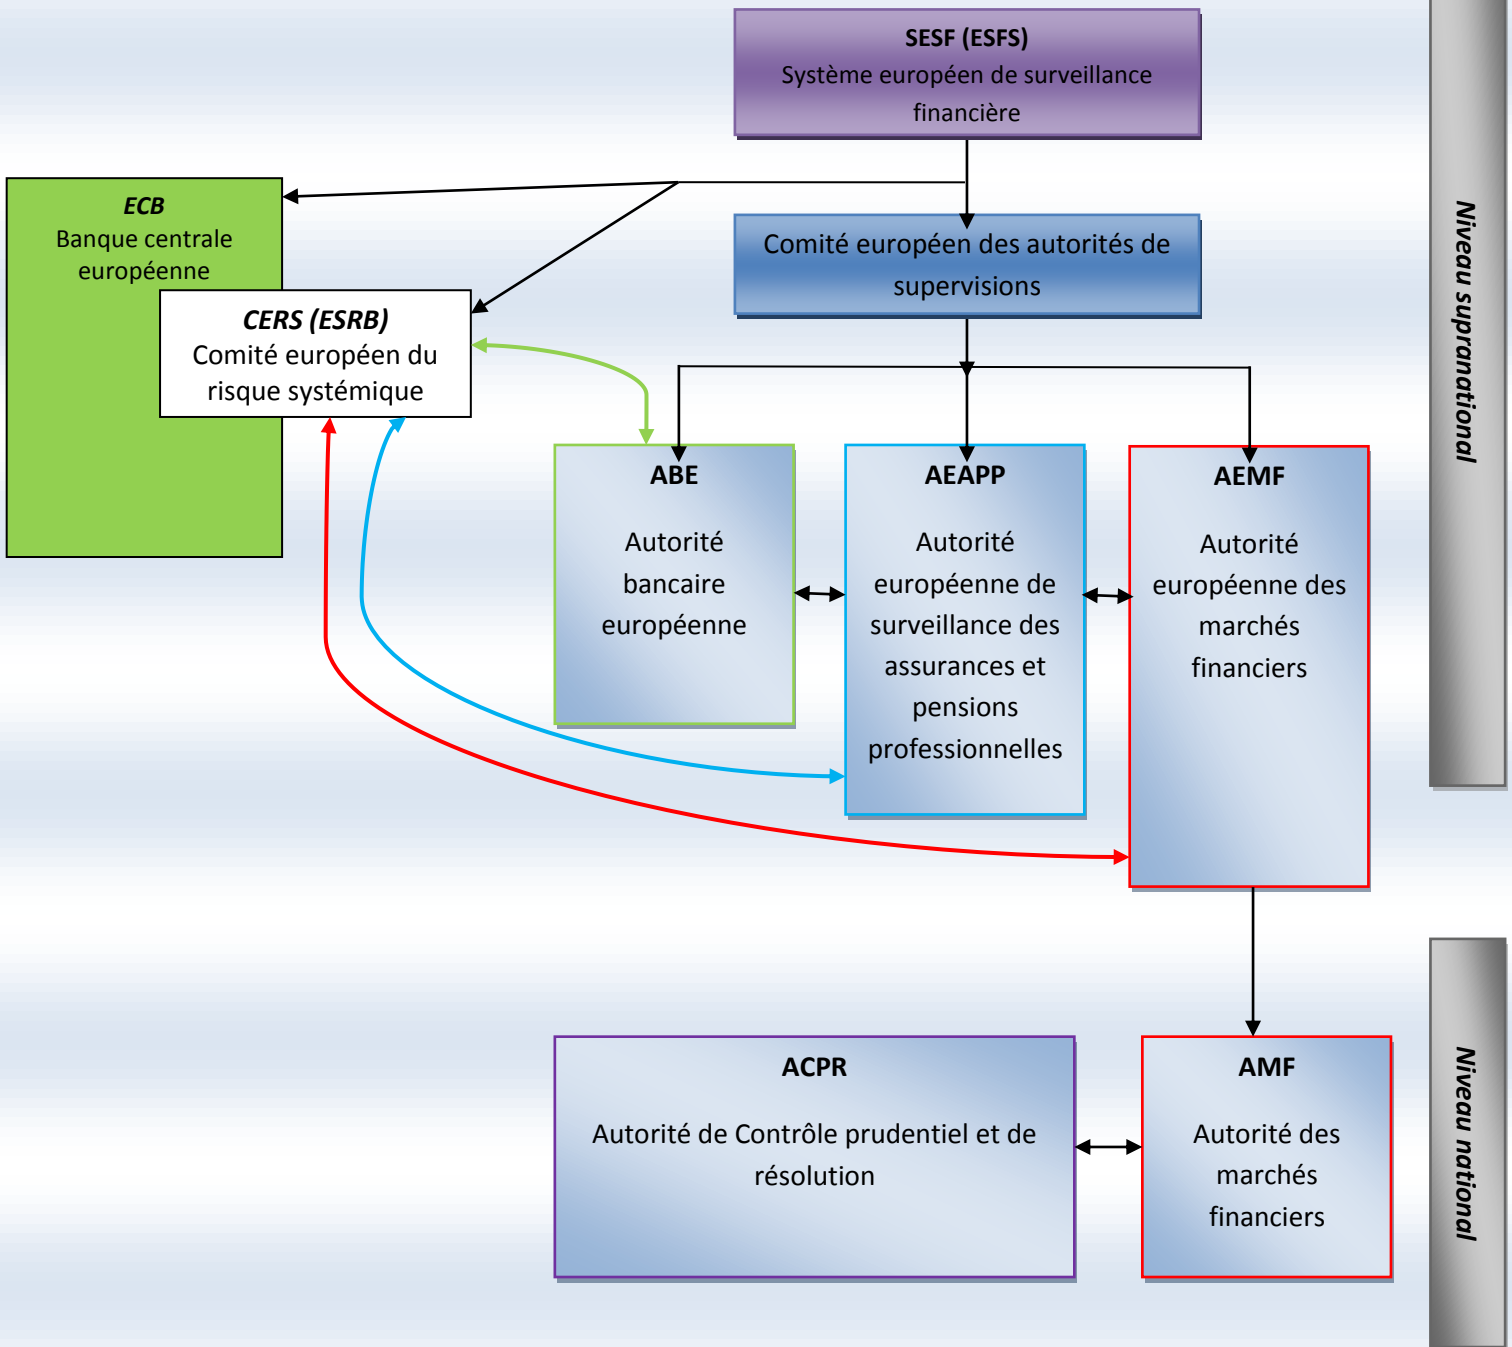 SESF (ESFS)
Système européen de surveillance
financière
ECB
Banque centrale
européenne
Comité européen des autorités de
supervisions
CERS (ESRB)
Comité européen du
risque systémique
ABE
Autorité
bancaire
européenne
AEAPP
Autorité
européenne de
surveillance des
assurances et
pensions
professionnelles
AEMF
Autorité
européenne des
marchés
financiers
Niveau supranational
ACPR
Autorité de Contrôle prudentiel et de
résolution
AMF
Autorité des
marchés
financiers
Niveau national